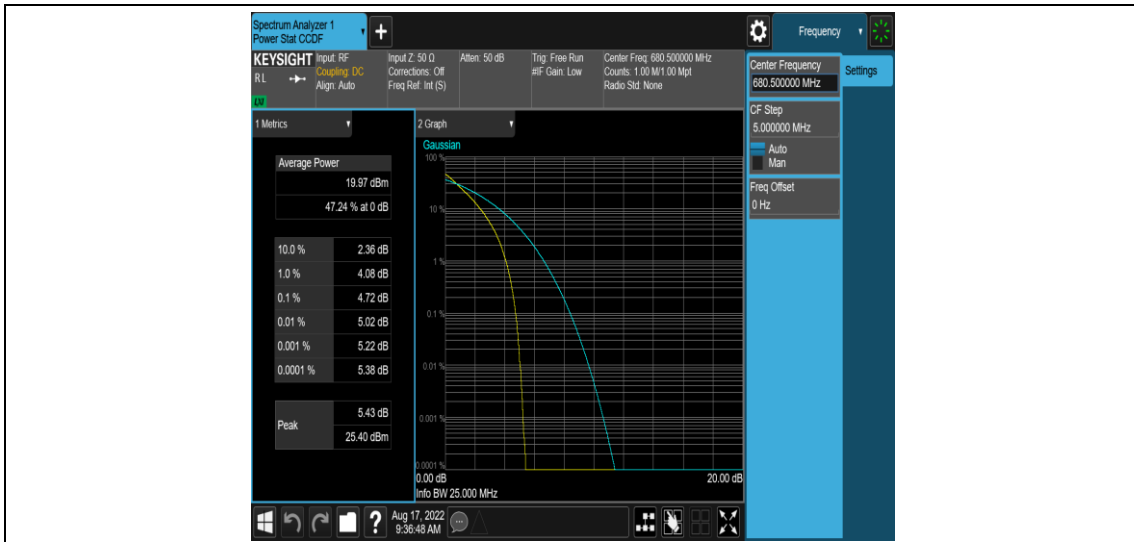 Spectrum Analyzer 1
Power Stat CCDF
Frequency
KEYSIGHT
RL
LXI
Input: RF
Coupling: DC
Align: Auto
Input Z: 50 Ω
Corrections: Off
Freq Ref: Int (S)
Atten: 50 dB
Trig: Free Run
#IF Gain: Low
Center Freq: 680.500000 MHz
Counts: 1.00 M/1.00 Mpt
Radio Std: None
Center Frequency
680.500000 MHz
Settings
CF Step
5.000000 MHz
Auto
Man
Freq Offset
0 Hz
1 Metrics
Average Power
19.97 dBm
47.24 % at 0 dB
10.0 % 2.36 dB
1.0 % 4.08 dB
0.1 % 4.72 dB
0.01 % 5.02 dB
0.001 % 5.22 dB
0.0001 % 5.38 dB
Peak 5.43 dB
25.40 dBm
2 Graph
Gaussian
100 %
10 %
1 %
0.1 %
0.01 %
0.001 %
0.0001 %
0.00 dB 20.00 dB
Info BW 25.000 MHz
Aug 17, 2022
9:36:48 AM